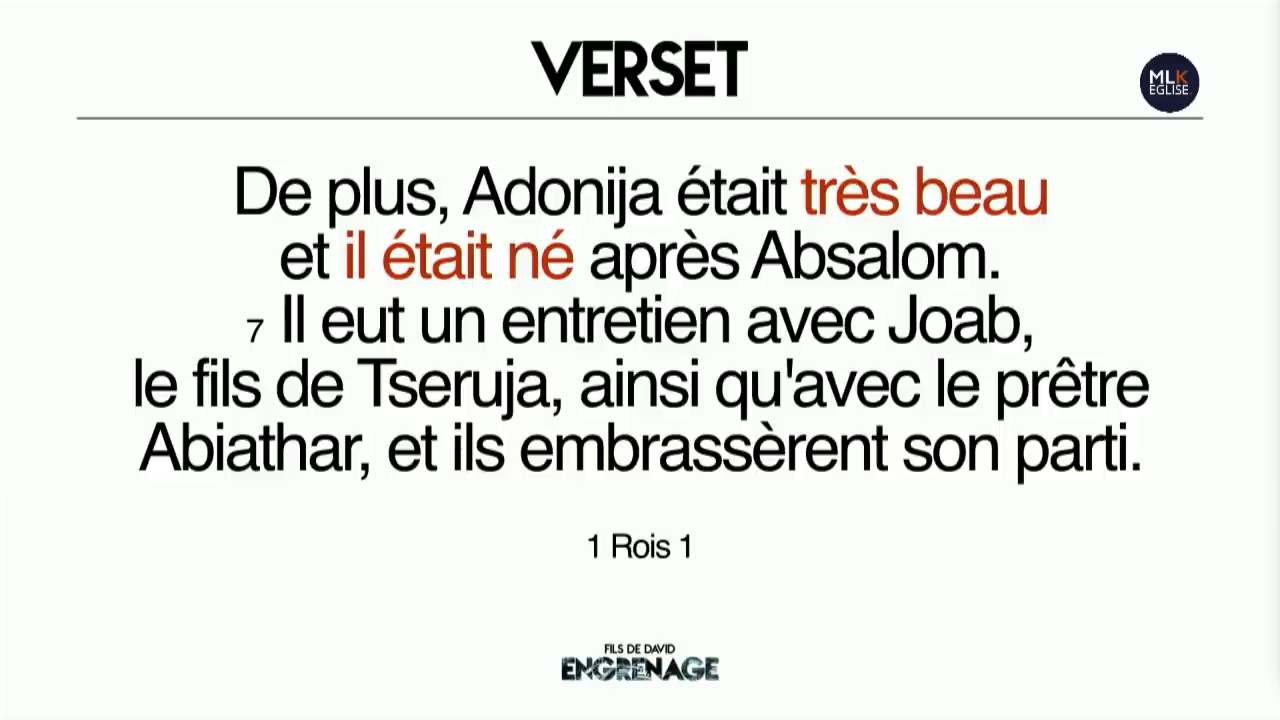 VERSET
MLK
EGLISE
De plus, Adonija était très beau
et il était né après Absalom.
7 Il eut un entretien avec Joab,
le fils de Tseruja, ainsi qu'avec le prêtre
Abiathar, et ils embrassèrent son parti.
1 Rois 1
FILS DE DAVID
ENGRENAGE